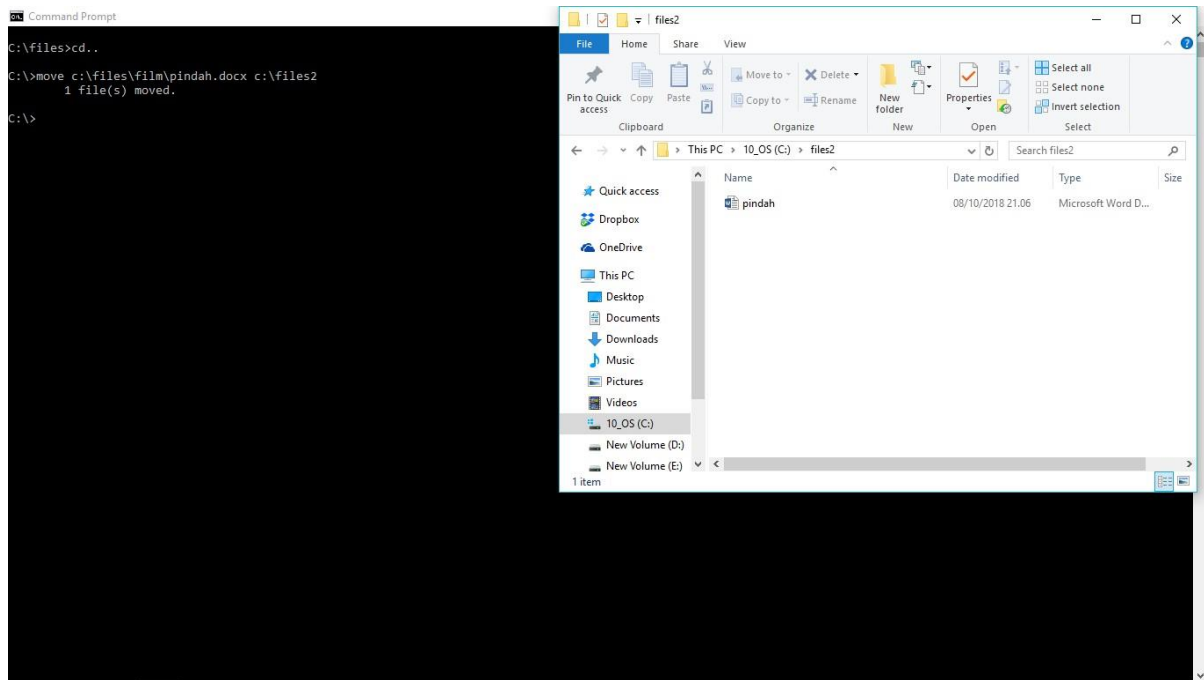 Command Prompt
C:\files>cd..
C:\>move c:\files\film\pindah.docx c:\files2
1 file(s) moved.
C:\>
files2
File Home Share View
Pin to Quick access
Copy
Paste
Move to
Copy to
Delete
Rename
New folder
Properties
Select all
Select none
Invert selection
Clipboard Organize New Open Select
This PC > 10_OS (C:) > files2
Search files2
Name Date modified Type Size
pindah 08/10/2018 21.06 Microsoft Word D...
Quick access
Dropbox
OneDrive
This PC
Desktop
Documents
Downloads
Music
Pictures
Videos
10_OS (C:)
New Volume (D:)
New Volume (E:)
1 item